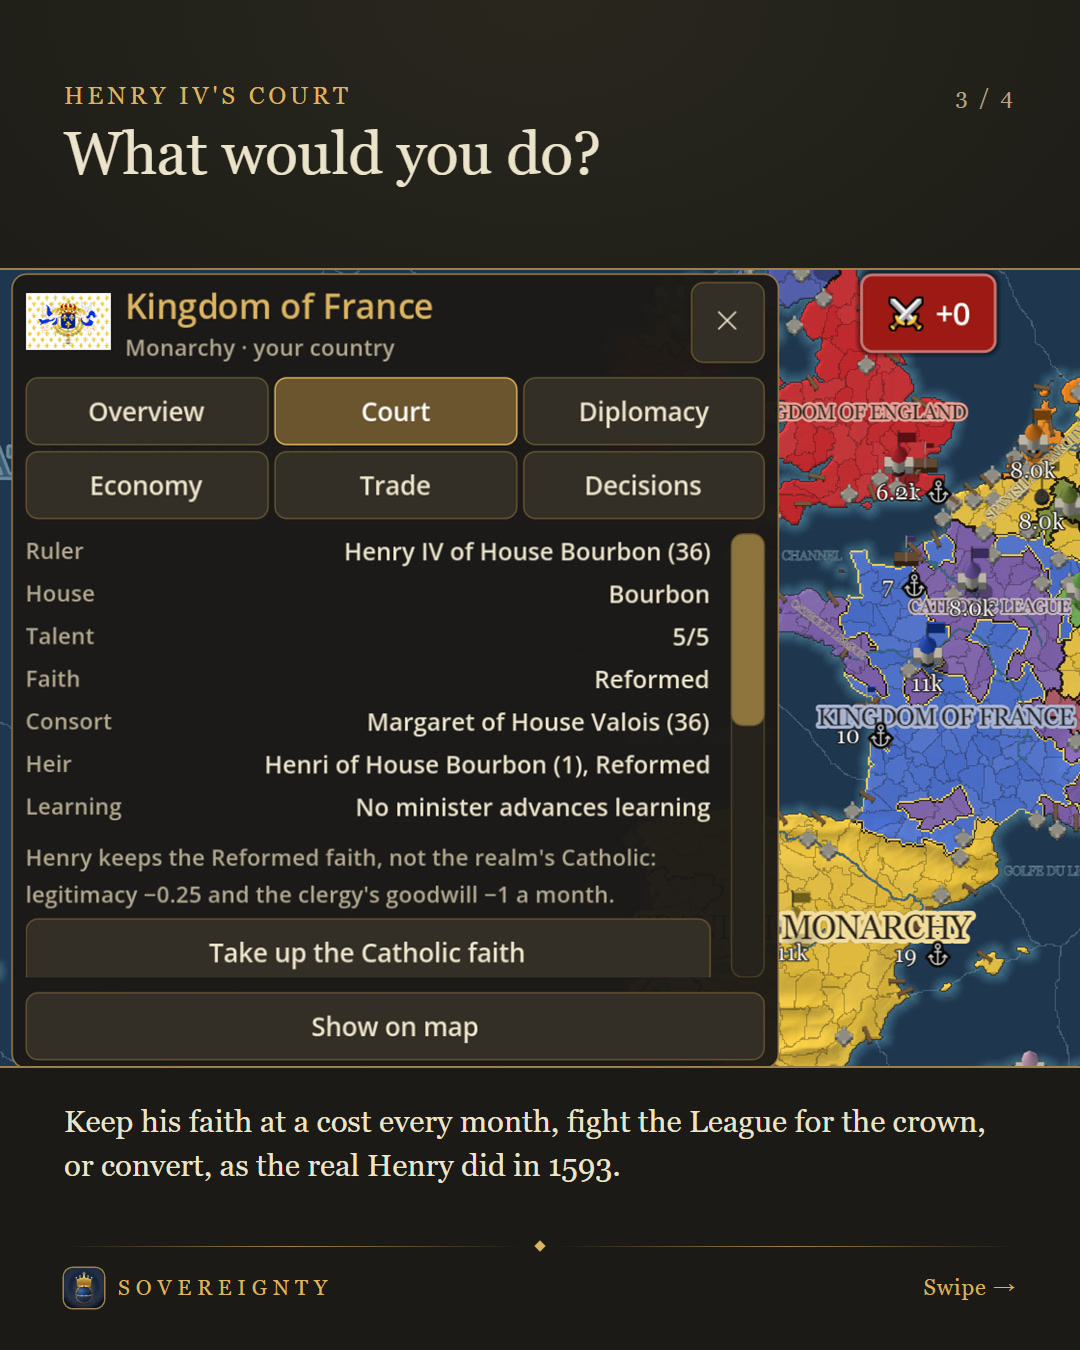 HENRY IV'S COURT
3 / 4
What would you do?
Kingdom of France
Monarchy · your country
×
+0
Overview
Court
Diplomacy
Economy
Trade
Decisions
Ruler Henry IV of House Bourbon (36)
House Bourbon
Talent 5/5
Faith Reformed
Consort Margaret of House Valois (36)
Heir Henri of House Bourbon (1), Reformed
Learning No minister advances learning
Henry keeps the Reformed faith, not the realm's Catholic:
legitimacy −0.25 and the clergy's goodwill −1 a month.
Take up the Catholic faith
Show on map
GDOM OF ENGLAND
8.0k
6.2k
8.0k
CHANNEL
7
CATHOLIC LEAGUE
8.0k
11k
KINGDOM OF FRANCE
10
GOLFE DU LI
MONARCHY
11k
19
Keep his faith at a cost every month, fight the League for the crown,
or convert, as the real Henry did in 1593.
SOVEREIGNTY
Swipe →